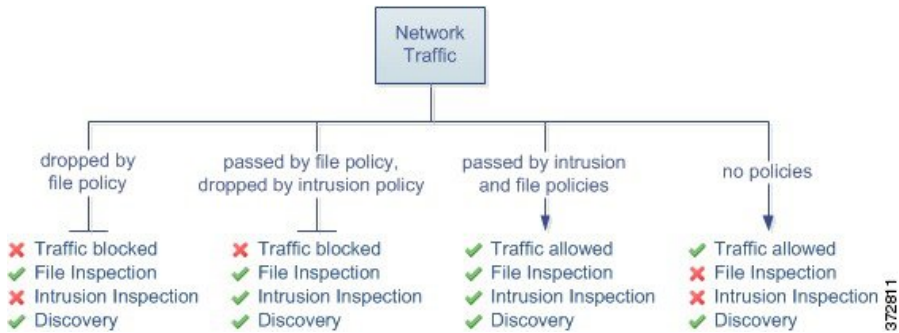 Network
Traffic
dropped by
file policy
passed by file policy,
dropped by intrusion policy
passed by intrusion
and file policies
no policies
Traffic blocked
File Inspection
Intrusion Inspection
Discovery
Traffic blocked
File Inspection
Intrusion Inspection
Discovery
Traffic allowed
File Inspection
Intrusion Inspection
Discovery
Traffic allowed
File Inspection
Intrusion Inspection
Discovery
372811